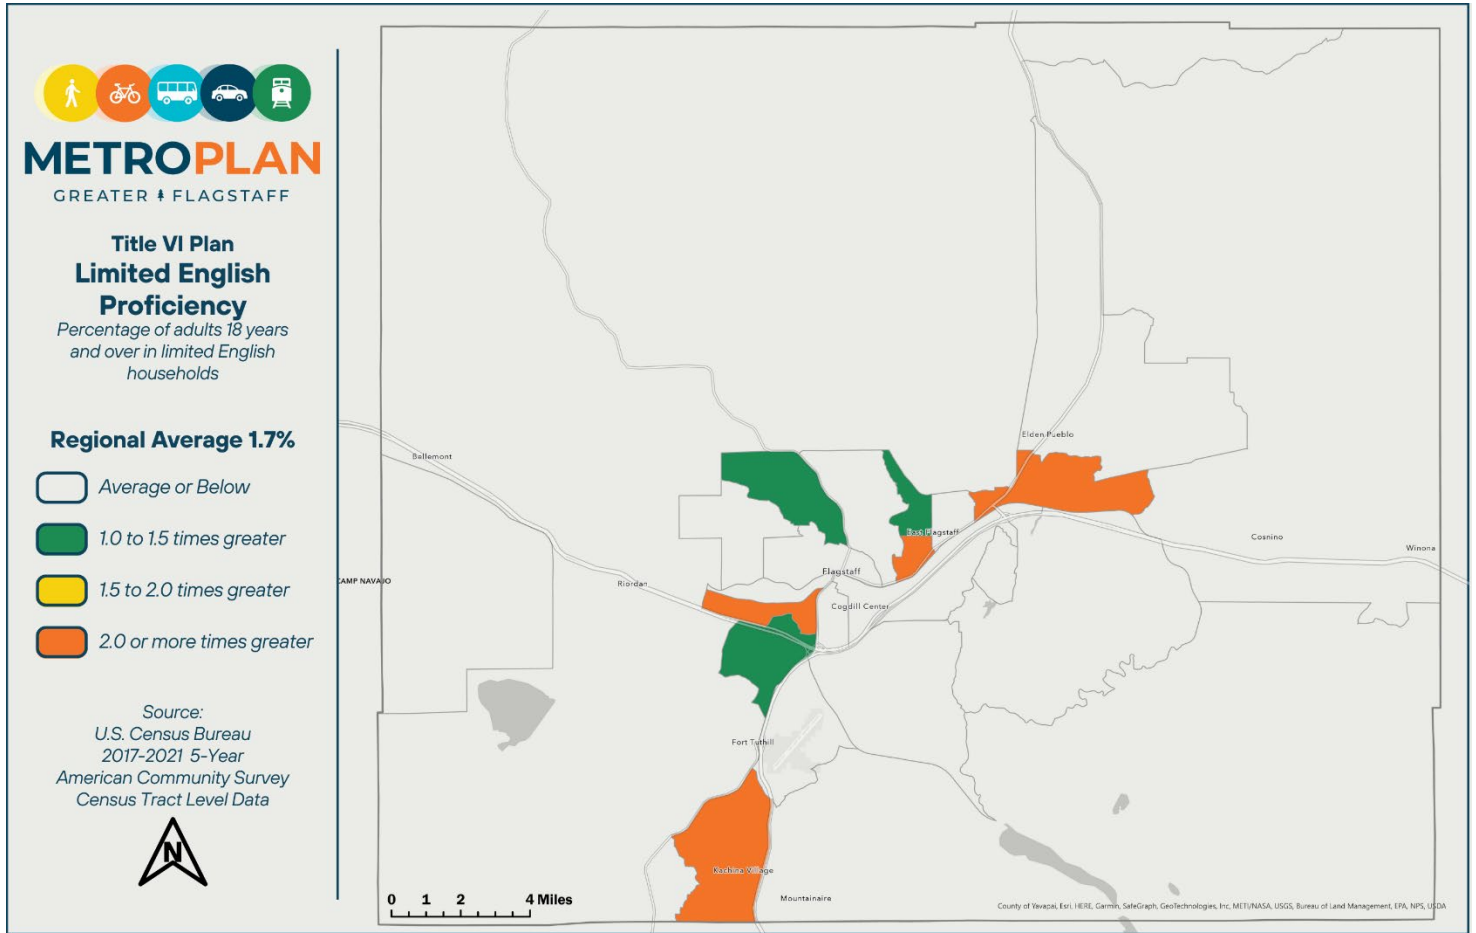 METROPLAN
GREATER FLAGSTAFF
Title VI Plan
Limited English
Proficiency
Percentage of adults 18 years
and over in limited English
households
Regional Average 1.7%
Average or Below
1.0 to 1.5 times greater
1.5 to 2.0 times greater
2.0 or more times greater
Source:
U.S. Census Bureau
2017-2021 5-Year
American Community Survey
Census Tract Level Data
N
Elden Pueblo
Bellemont
East Flagstaff
Cosnino
Winona
CAMP NAVAJO
Riordan
Flagstaff
Cogdill Center
Fort Tuthill
Kachina Village
Mountainaire
0 1 2 4 Miles
County of Yavapai, Esri, HERE, Garmin, SafeGraph, GeoTechnologies, Inc, METI/NASA, USGS, Bureau of Land Management, EPA, NPS, USDA